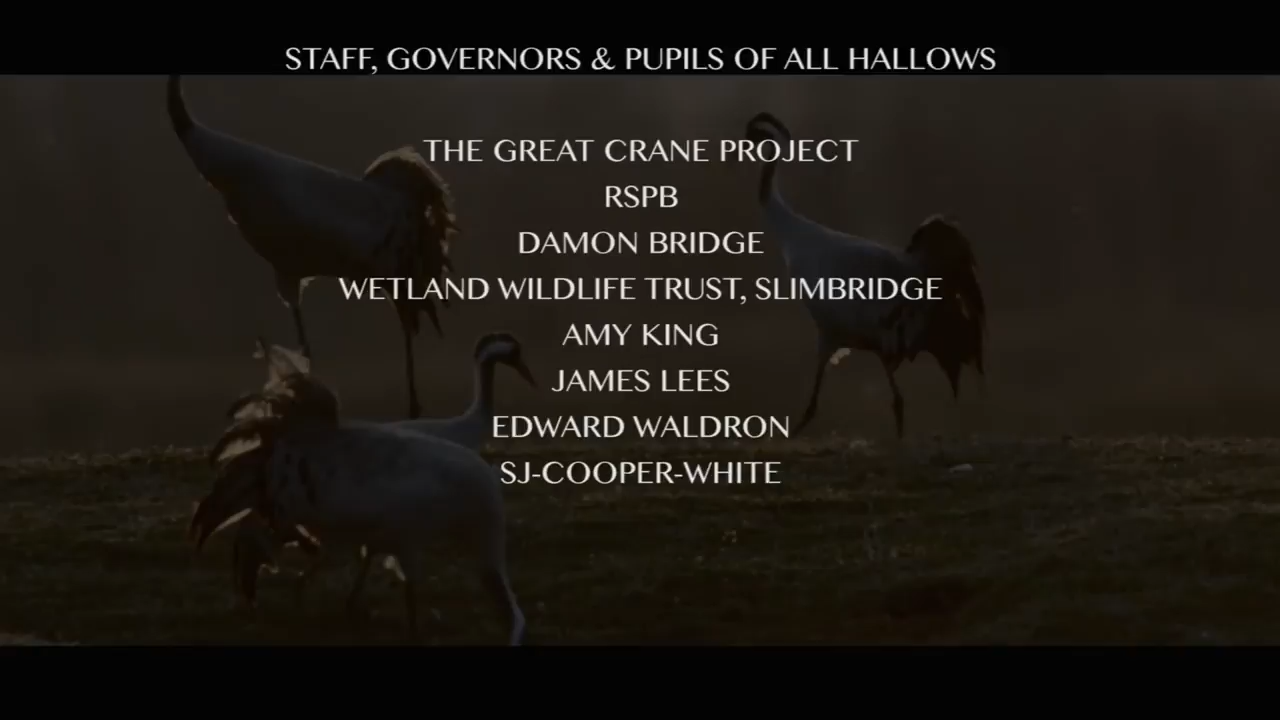 STAFF, GOVERNORS & PUPILS OF ALL HALLOWS
THE GREAT CRANE PROJECT
RSPB
DAMON BRIDGE
WETLAND WILDLIFE TRUST, SLIMBRIDGE
AMY KING
JAMES LEES
EDWARD WALDRON
SJ-COOPER-WHITE